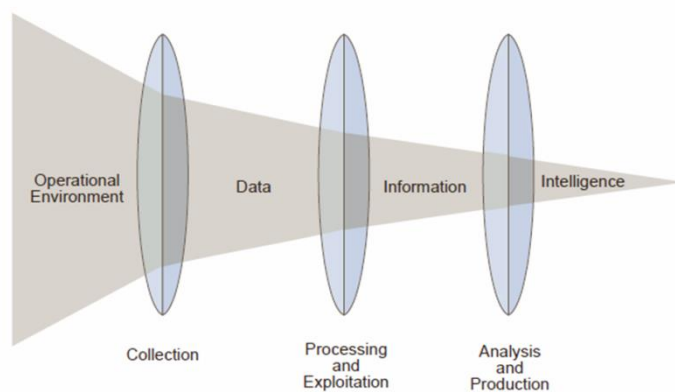 Operational
Environment
Data
Information
Intelligence
Collection
Processing
and
Exploitation
Analysis
and
Production